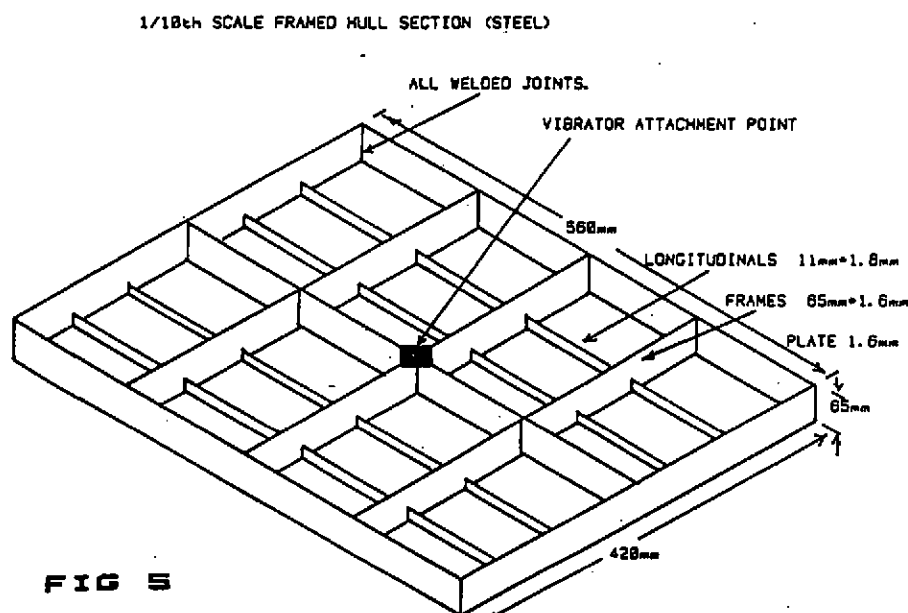 1/10th SCALE FRAMED HULL SECTION (STEEL)
ALL WELDED JOINTS.
VIBRATOR ATTACHMENT POINT
560mm
LONGITUDINALS 11mm*1.6mm
FRAMES 65mm*1.6mm
PLATE 1.6mm
65mm
420mm
FIG 5